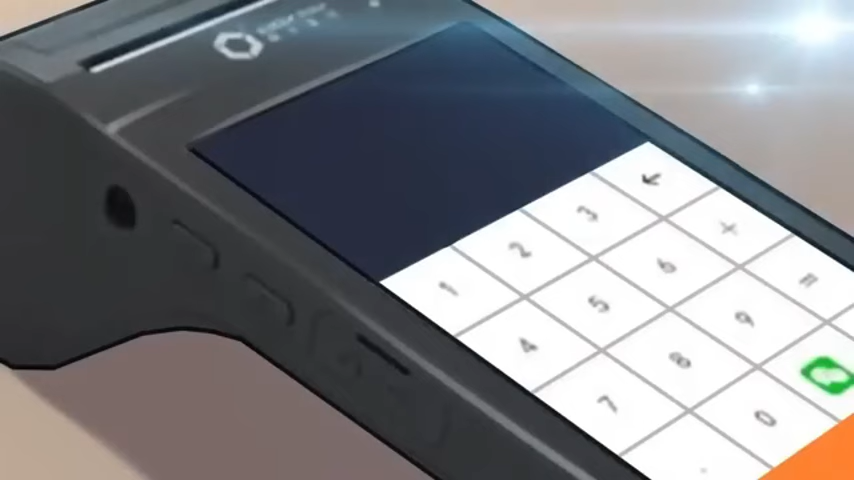 1 2 3 ←
4 5 6 +
7 8 9 =
. 0